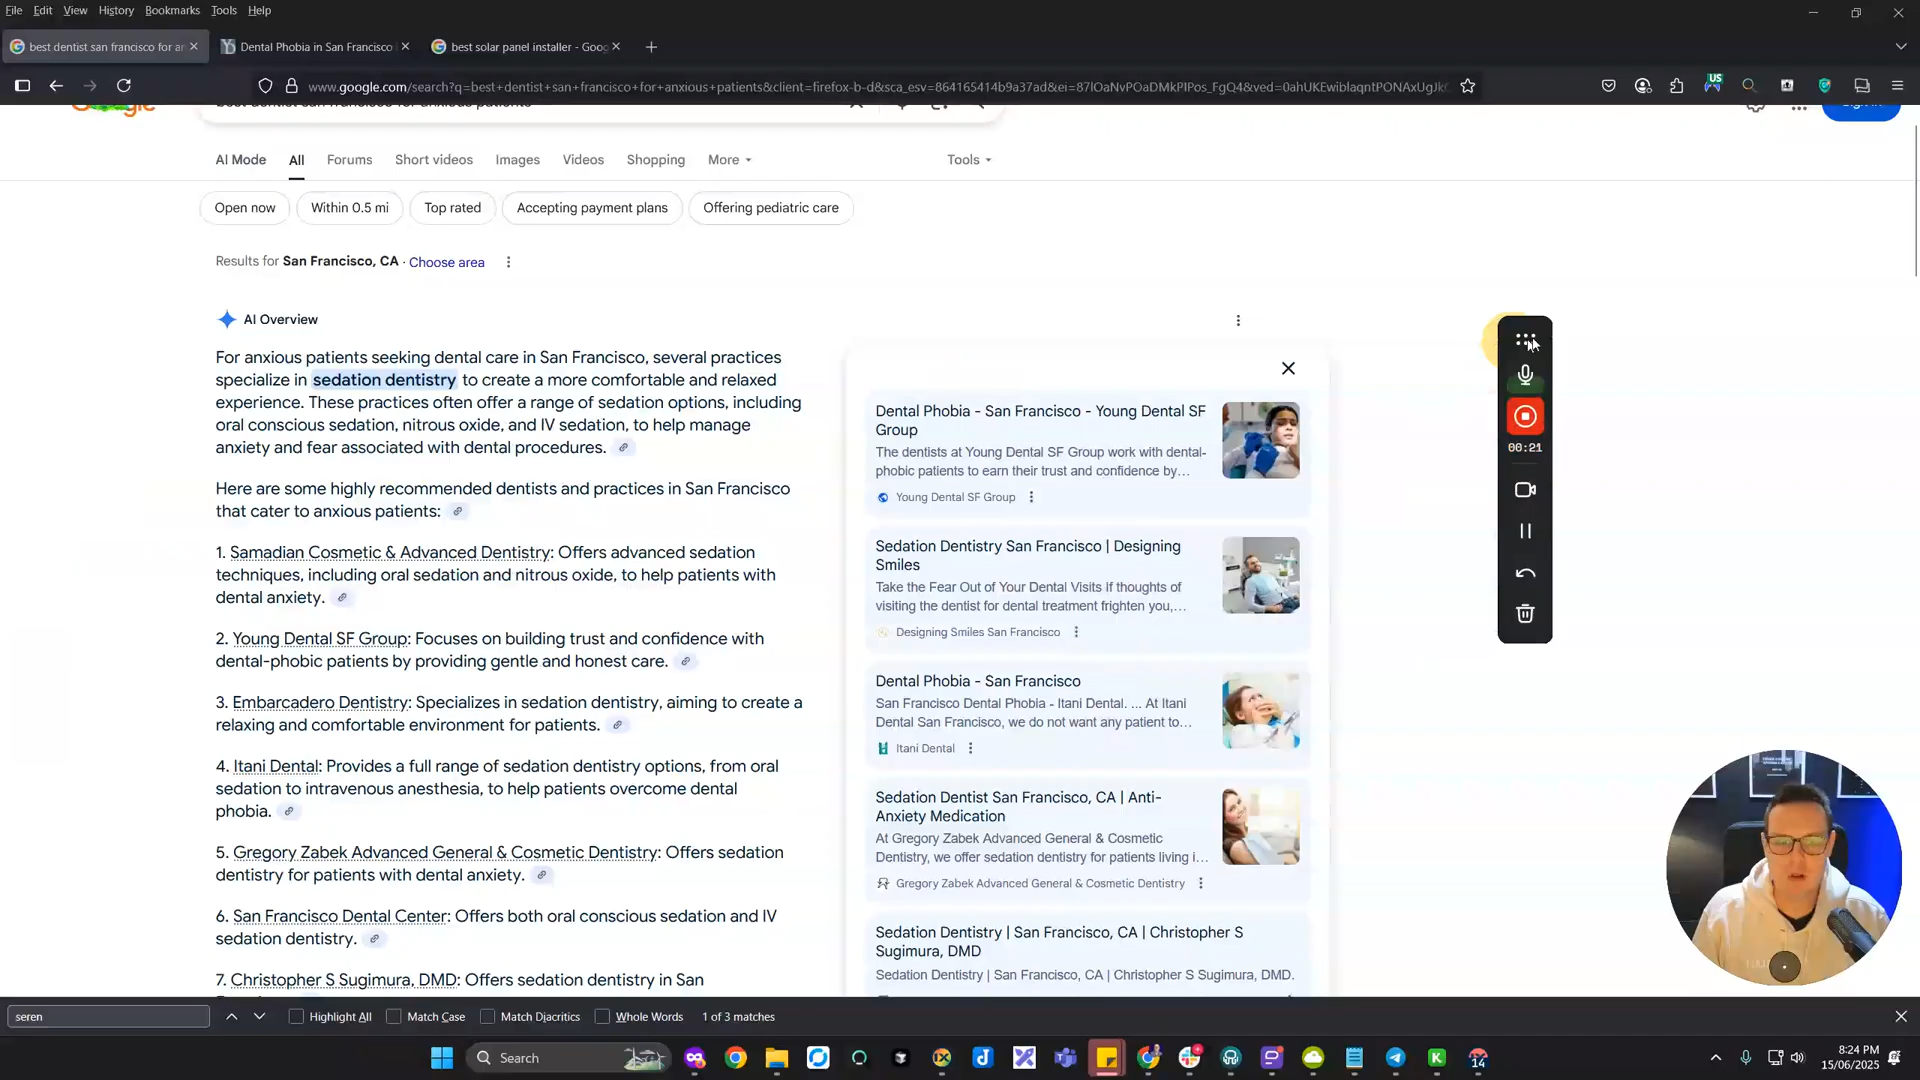 File Edit View History Bookmarks Tools Help
best dentist san francisco for an
Dental Phobia in San Francisco
best solar panel installer - Goog
www.google.com/search?q=best+dentist+san+francisco+for+anxious+patients&client=firefox-b-d&sca_esv=864165414b9a37ad&ei=
US
best dentist san francisco for anxious patients
AI Mode All Forums Short videos Images Videos Shopping More Tools
Open now Within 0.5 mi Top rated Accepting payment plans Offering pediatric care
Results for San Francisco, CA · Choose area
AI Overview
For anxious patients seeking dental care in San Francisco, several practices
specialize in sedation dentistry to create a more comfortable and relaxed
experience. These practices often offer a range of sedation options, including
oral conscious sedation, nitrous oxide, and IV sedation, to help manage
anxiety and fear associated with dental procedures.
Here are some highly recommended dentists and practices in San Francisco
that cater to anxious patients:
1. Samadian Cosmetic & Advanced Dentistry: Offers advanced sedation
techniques, including oral sedation and nitrous oxide, to help patients with
dental anxiety.
2. Young Dental SF Group: Focuses on building trust and confidence with
dental-phobic patients by providing gentle and honest care.
3. Embarcadero Dentistry: Specializes in sedation dentistry, aiming to create a
relaxing and comfortable environment for patients.
4. Itani Dental: Provides a full range of sedation dentistry options, from oral
sedation to intravenous anesthesia, to help patients overcome dental
phobia.
5. Gregory Zabek Advanced General & Cosmetic Dentistry: Offers sedation
dentistry for patients with dental anxiety.
6. San Francisco Dental Center: Offers both oral conscious sedation and IV
sedation dentistry.
7. Christopher S Sugimura, DMD: Offers sedation dentistry in San
Dental Phobia - San Francisco - Young Dental SF
Group
The dentists at Young Dental SF Group work with dental-
phobic patients to earn their trust and confidence by...
Young Dental SF Group
Sedation Dentistry San Francisco | Designing
Smiles
Take the Fear Out of Your Dental Visits If thoughts of
visiting the dentist for dental treatment frighten you,...
Designing Smiles San Francisco
Dental Phobia - San Francisco
San Francisco Dental Phobia - Itani Dental. ... At Itani
Dental San Francisco, we do not want any patient to...
Itani Dental
Sedation Dentist San Francisco, CA | Anti-
Anxiety Medication
At Gregory Zabek Advanced General & Cosmetic
Dentistry, we offer sedation dentistry for patients living i...
Gregory Zabek Advanced General & Cosmetic Dentistry
Sedation Dentistry | San Francisco, CA | Christopher S
Sugimura, DMD
Sedation Dentistry | San Francisco, CA | Christopher S Sugimura, DMD.
00:21
seren
Highlight All Match Case Match Diacritics Whole Words 1 of 3 matches
Search
14
8:24 PM
15/06/2025